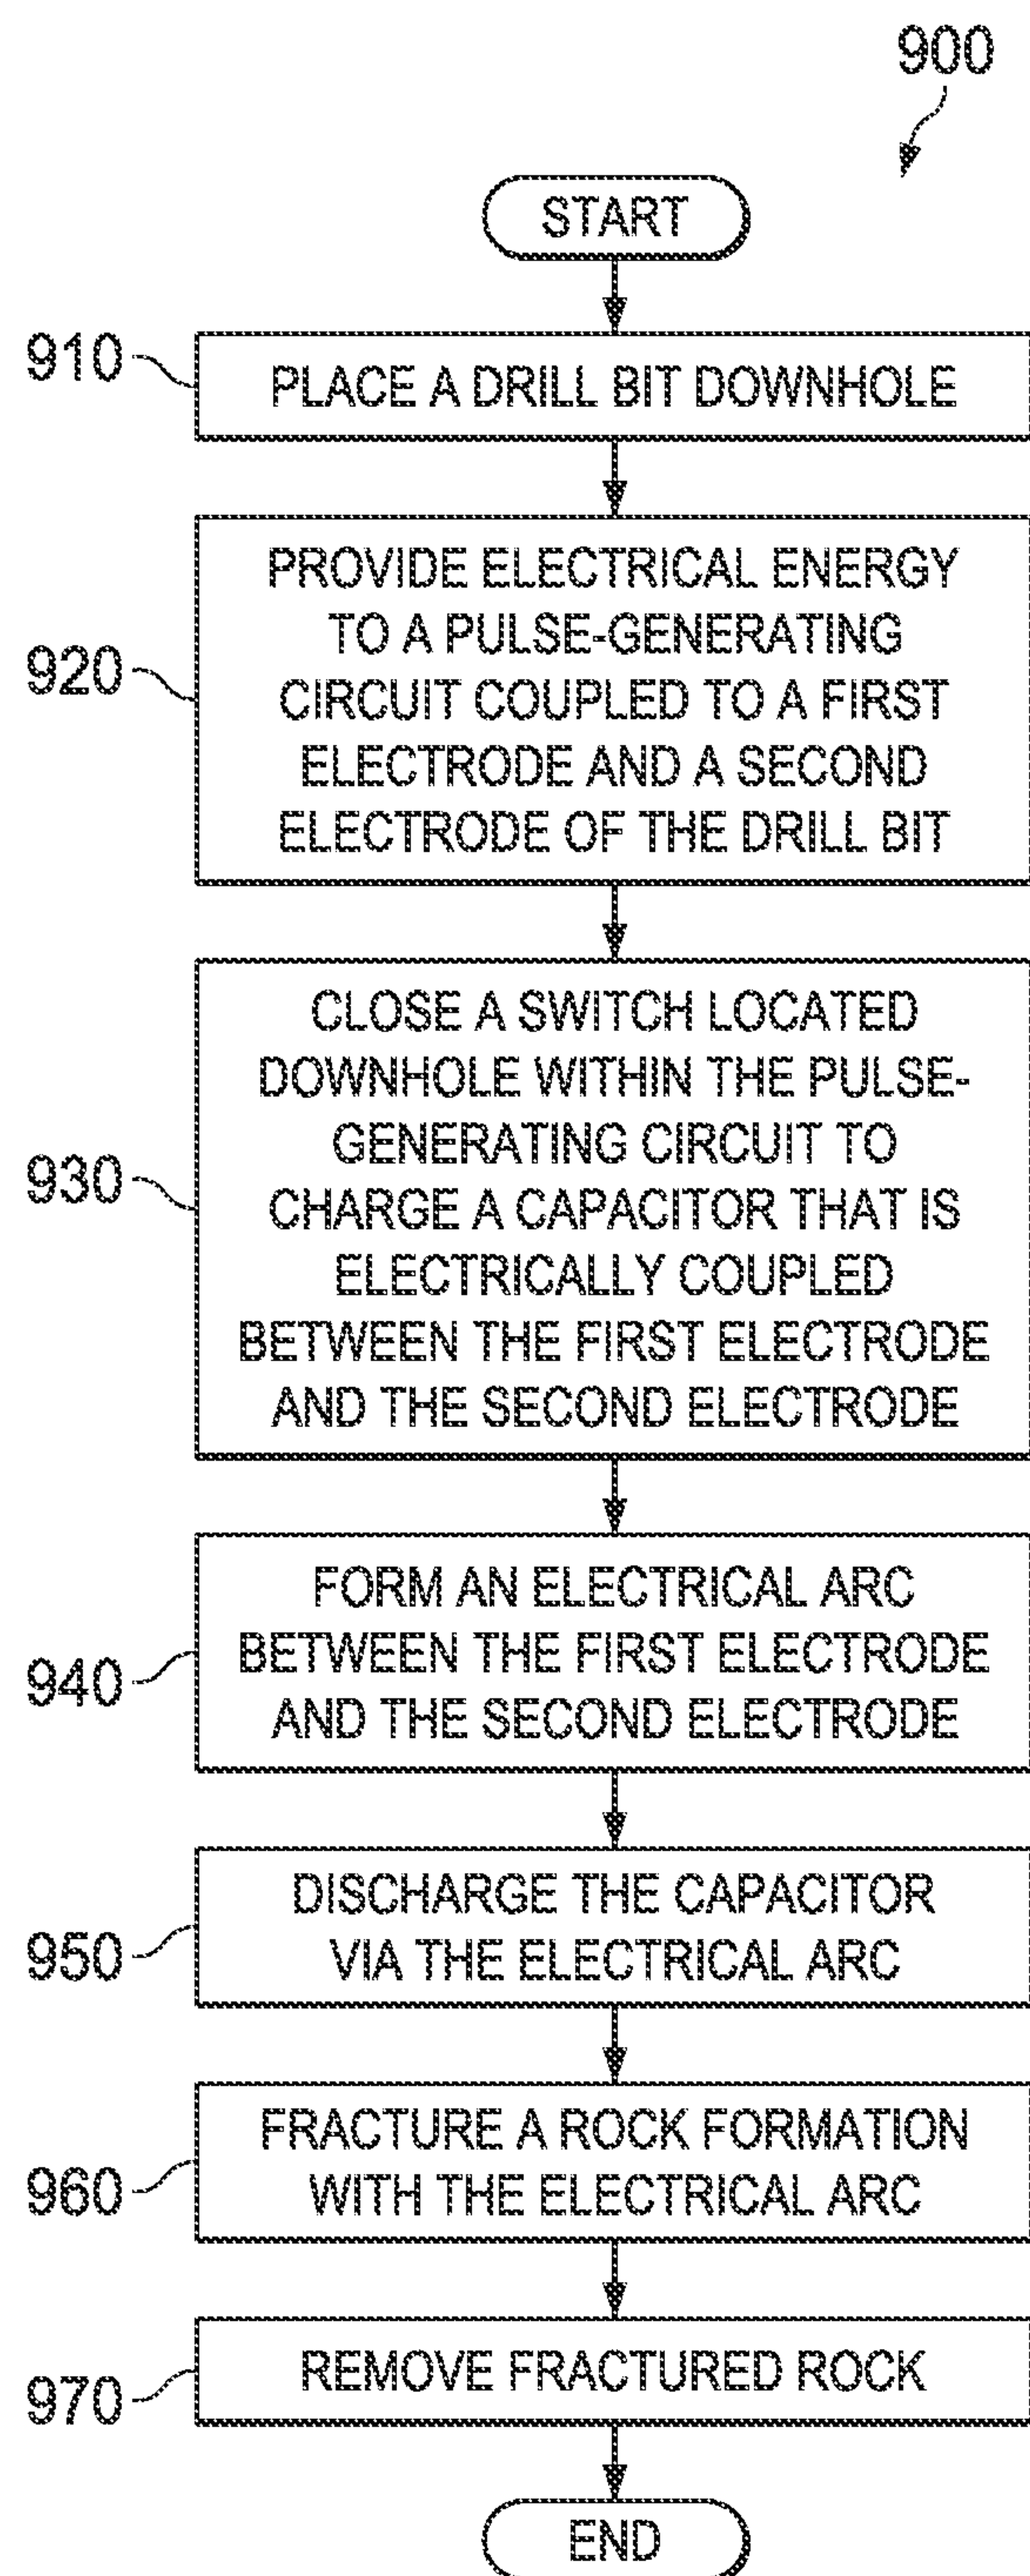 900
START
910
PLACE A DRILL BIT DOWNHOLE
920
PROVIDE ELECTRICAL ENERGY
TO A PULSE-GENERATING
CIRCUIT COUPLED TO A FIRST
ELECTRODE AND A SECOND
ELECTRODE OF THE DRILL BIT
930
CLOSE A SWITCH LOCATED
DOWNHOLE WITHIN THE PULSE-
GENERATING CIRCUIT TO
CHARGE A CAPACITOR THAT IS
ELECTRICALLY COUPLED
BETWEEN THE FIRST ELECTRODE
AND THE SECOND ELECTRODE
940
FORM AN ELECTRICAL ARC
BETWEEN THE FIRST ELECTRODE
AND THE SECOND ELECTRODE
950
DISCHARGE THE CAPACITOR
VIA THE ELECTRICAL ARC
960
FRACTURE A ROCK FORMATION
WITH THE ELECTRICAL ARC
970
REMOVE FRACTURED ROCK
END